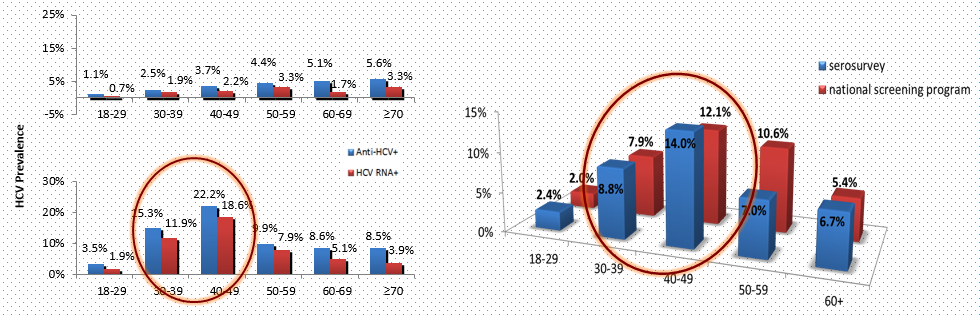 25%
15%
5%
-5%
1.1% 0.7% 2.5% 1.9% 3.7% 2.2% 4.4% 3.3% 5.1% 1.7% 5.6% 3.3%
18-29 30-39 40-49 50-59 60-69 ≥70
HCV Prevalence
Anti-HCV+
HCV RNA+
30%
20%
10%
0%
3.5% 1.9% 15.3% 11.9% 22.2% 18.6% 9.9% 7.9% 8.6% 5.1% 8.5% 3.9%
18-29 30-39 40-49 50-59 60-69 ≥70
serosurvey
national screening program
15%
10%
5%
0%
2.4% 2.0% 8.8% 7.9% 14.0% 12.1% 7.0% 10.6% 6.7% 5.4%
18-29
30-39
40-49
50-59
60+